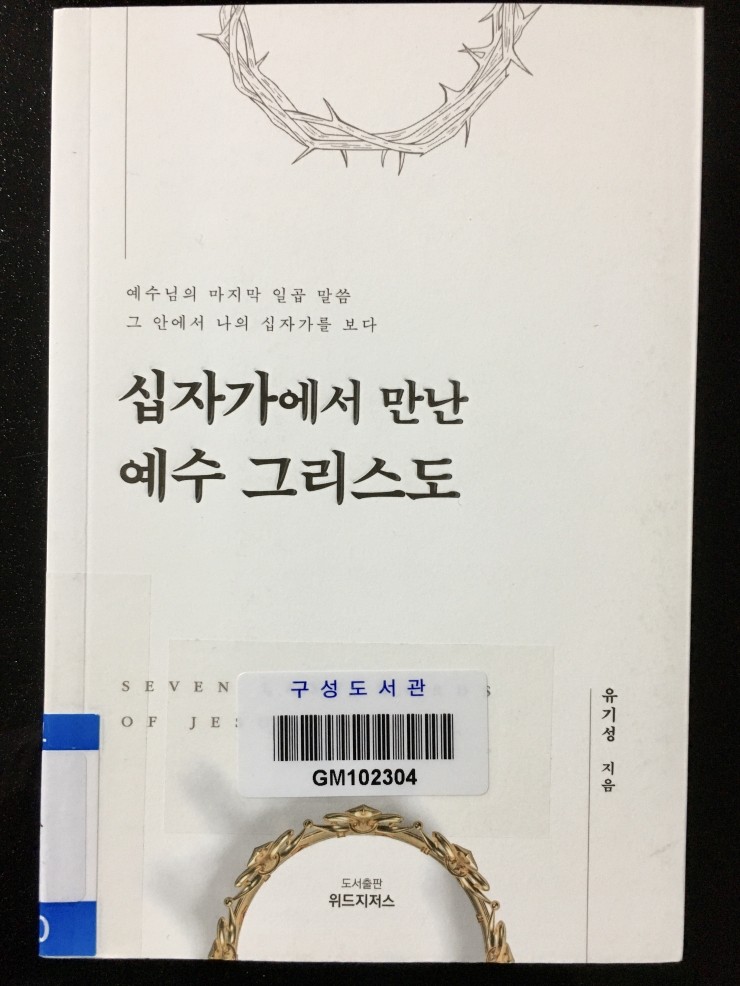 예수님의 마지막 일곱 말씀
그 안에서 나의 십자가를 보다
십자가에서 만난
예수 그리스도
SEVEN
OF
구성도서관
GM102304
유기성 지음
도서출판
위드지저스